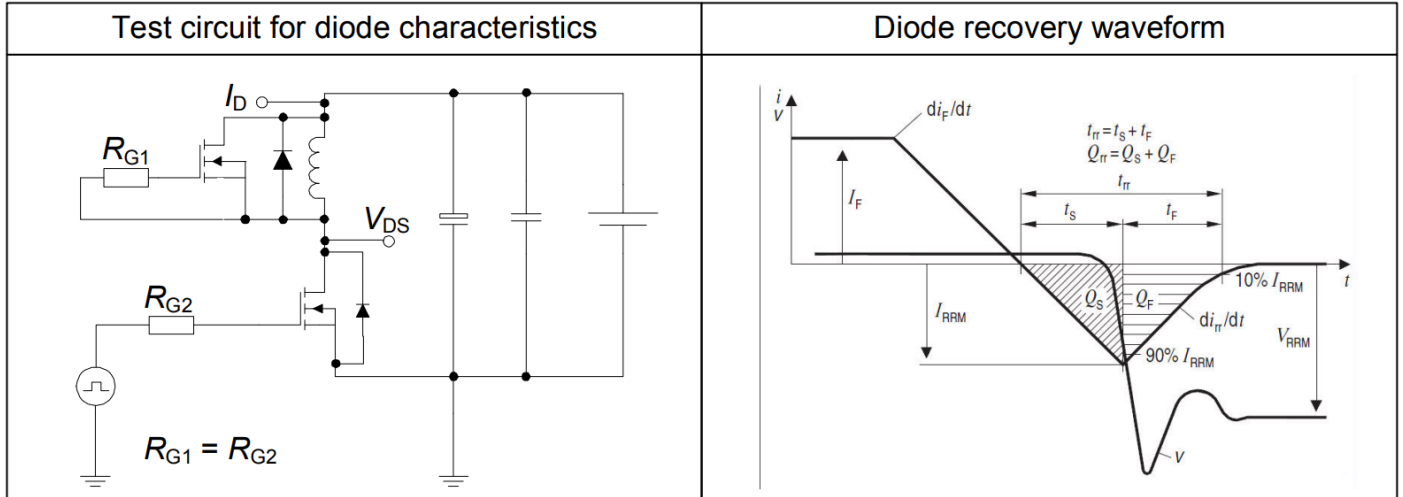 Test circuit for diode characteristics
Diode recovery waveform
I_D
R_G1
V_DS
R_G2
R_G1 = R_G2
i
V
di_F/dt
t_rr = t_S + t_F
Q_rr = Q_S + Q_F
t_rr
t_S
t_F
I_F
t
10% I_RRM
Q_S
Q_F
I_RRM
di_rr/dt
V_RRM
90% I_RRM
V